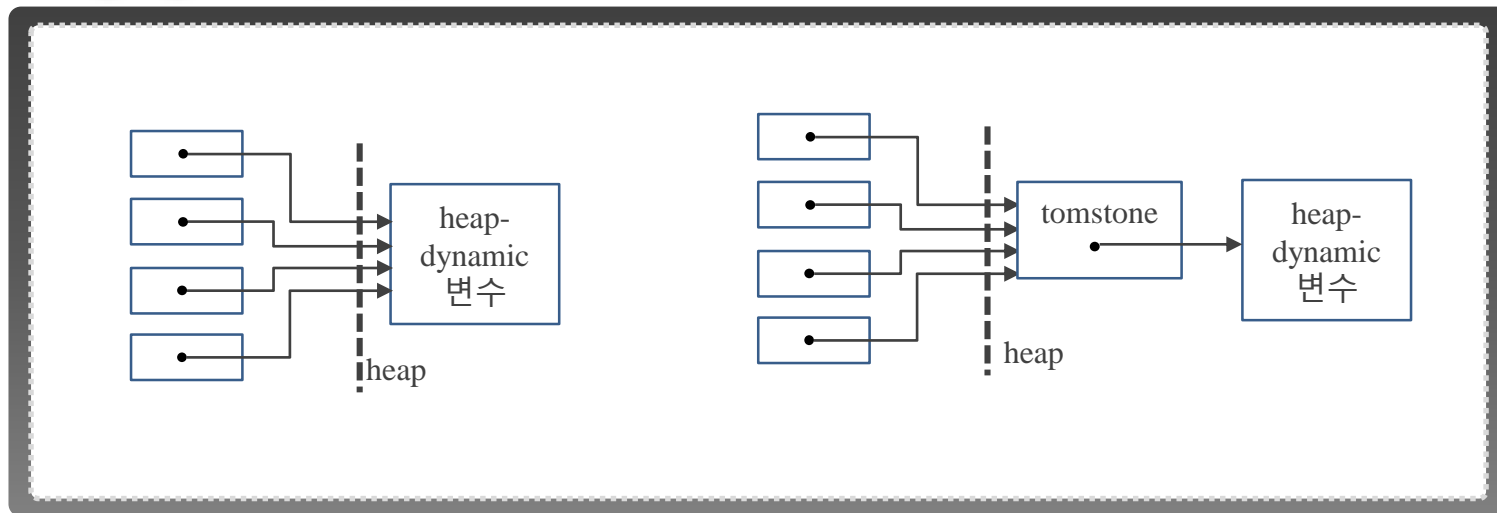 heap-
dynamic
변수
heap
tomstone
heap
heap-
dynamic
변수